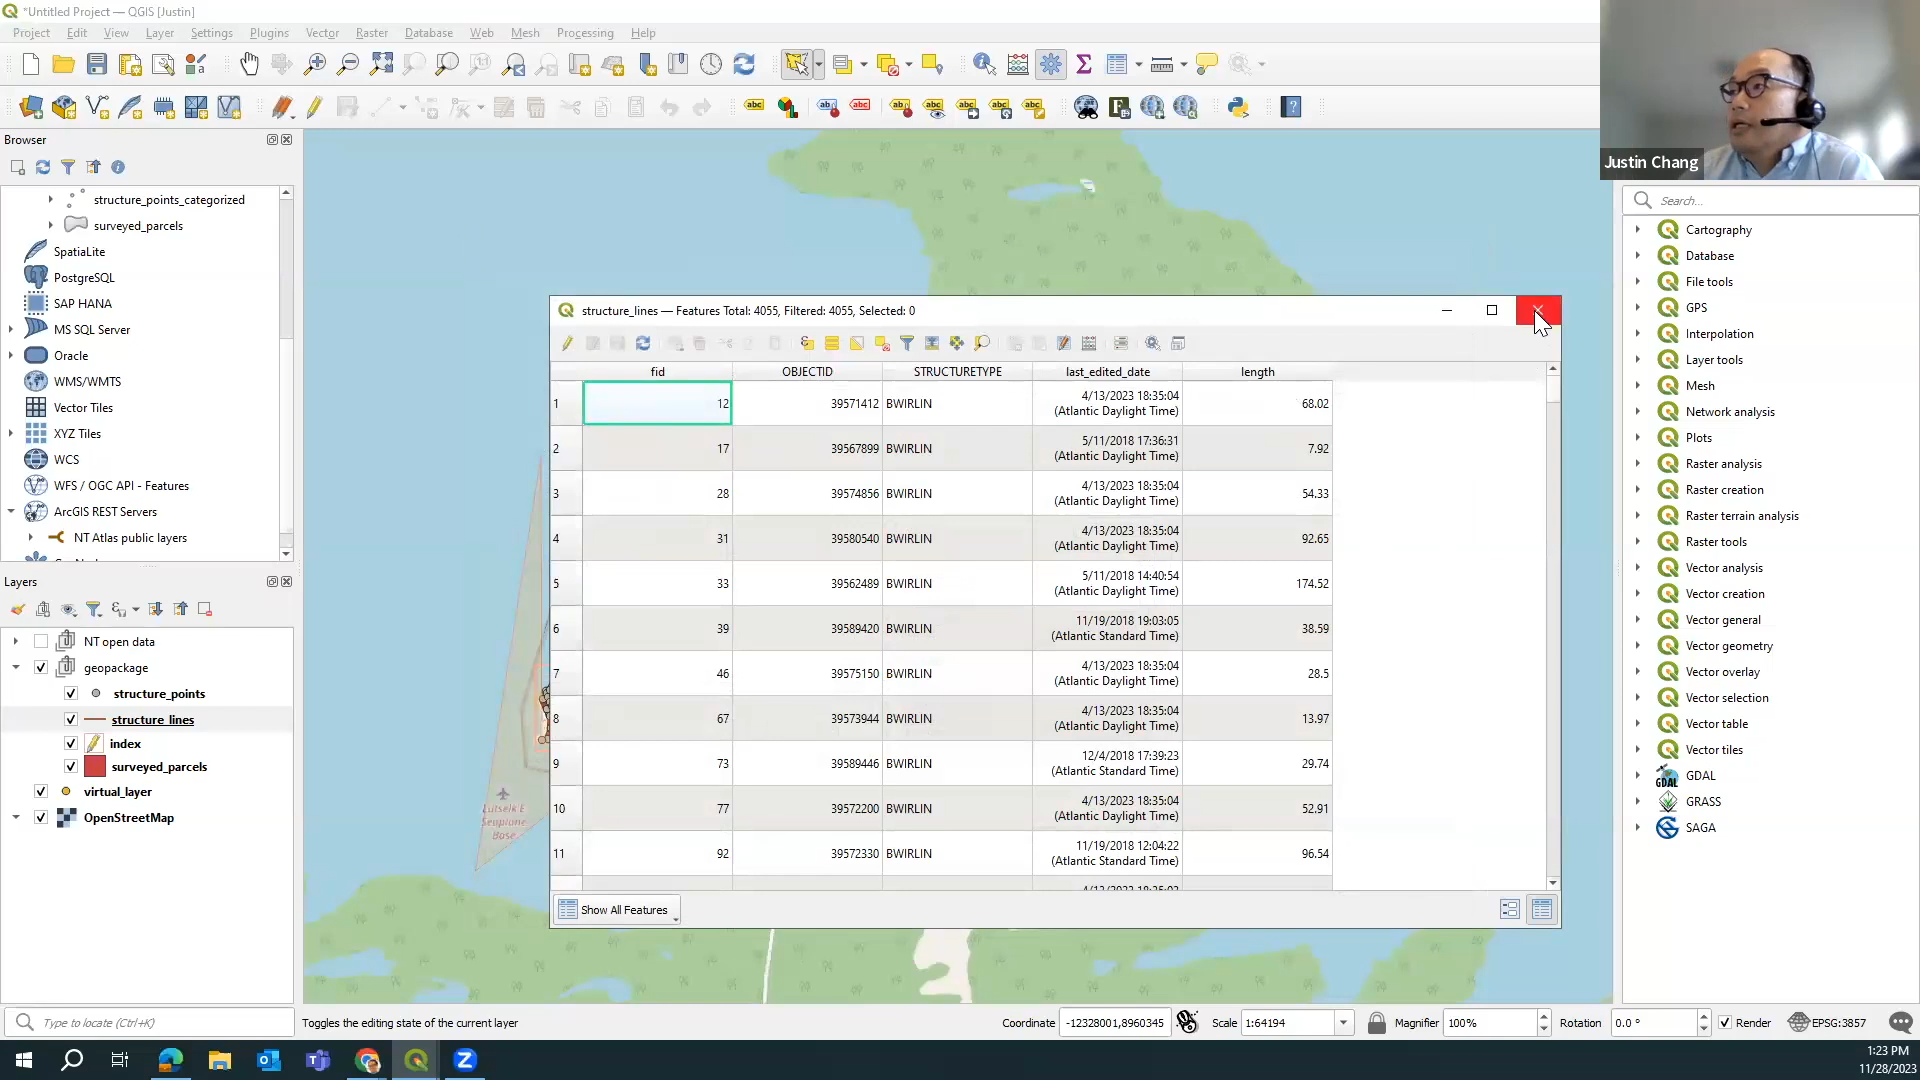 *Untitled Project — QGIS [Justin]
Project Edit View Layer Settings Plugins Vector Raster Database Web Mesh Processing Help
Justin Chang
Browser
structure_points_categorized
surveyed_parcels
SpatiaLite
PostgreSQL
SAP HANA
MS SQL Server
Oracle
WMS/WMTS
Vector Tiles
XYZ Tiles
WCS
WFS / OGC API - Features
ArcGIS REST Servers
NT Atlas public layers
Layers
NT open data
geopackage
structure_points
structure_lines
index
surveyed_parcels
virtual_layer
OpenStreetMap
Lutselk E
Seaplane
Base
structure_lines — Features Total: 4055, Filtered: 4055, Selected: 0
fid OBJECTID STRUCTURETYPE last_edited_date length
1 12 39571412 BWIRLIN 4/13/2023 18:35:04 (Atlantic Daylight Time) 68.02
2 17 39567899 BWIRLIN 5/11/2018 17:36:31 (Atlantic Daylight Time) 7.92
3 28 39574856 BWIRLIN 4/13/2023 18:35:04 (Atlantic Daylight Time) 54.33
4 31 39580540 BWIRLIN 4/13/2023 18:35:04 (Atlantic Daylight Time) 92.65
5 33 39562489 BWIRLIN 5/11/2018 14:40:54 (Atlantic Daylight Time) 174.52
6 39 39589420 BWIRLIN 11/19/2018 19:03:05 (Atlantic Standard Time) 38.59
7 46 39575150 BWIRLIN 4/13/2023 18:35:04 (Atlantic Daylight Time) 28.5
8 67 39573944 BWIRLIN 4/13/2023 18:35:04 (Atlantic Daylight Time) 13.97
9 73 39589446 BWIRLIN 12/4/2018 17:39:23 (Atlantic Standard Time) 29.74
10 77 39572200 BWIRLIN 4/13/2023 18:35:04 (Atlantic Daylight Time) 52.91
11 92 39572330 BWIRLIN 11/19/2018 12:04:22 (Atlantic Standard Time) 96.54
Show All Features
Search...
Cartography
Database
File tools
GPS
Interpolation
Layer tools
Mesh
Network analysis
Plots
Raster analysis
Raster creation
Raster terrain analysis
Raster tools
Vector analysis
Vector creation
Vector general
Vector geometry
Vector overlay
Vector selection
Vector table
Vector tiles
GDAL
GRASS
SAGA
Type to locate (Ctrl+K) Toggles the editing state of the current layer Coordinate -12328001,8960345 Scale 1:64194 Magnifier 100% Rotation 0.0 ° Render EPSG:3857
1:23 PM
11/28/2023